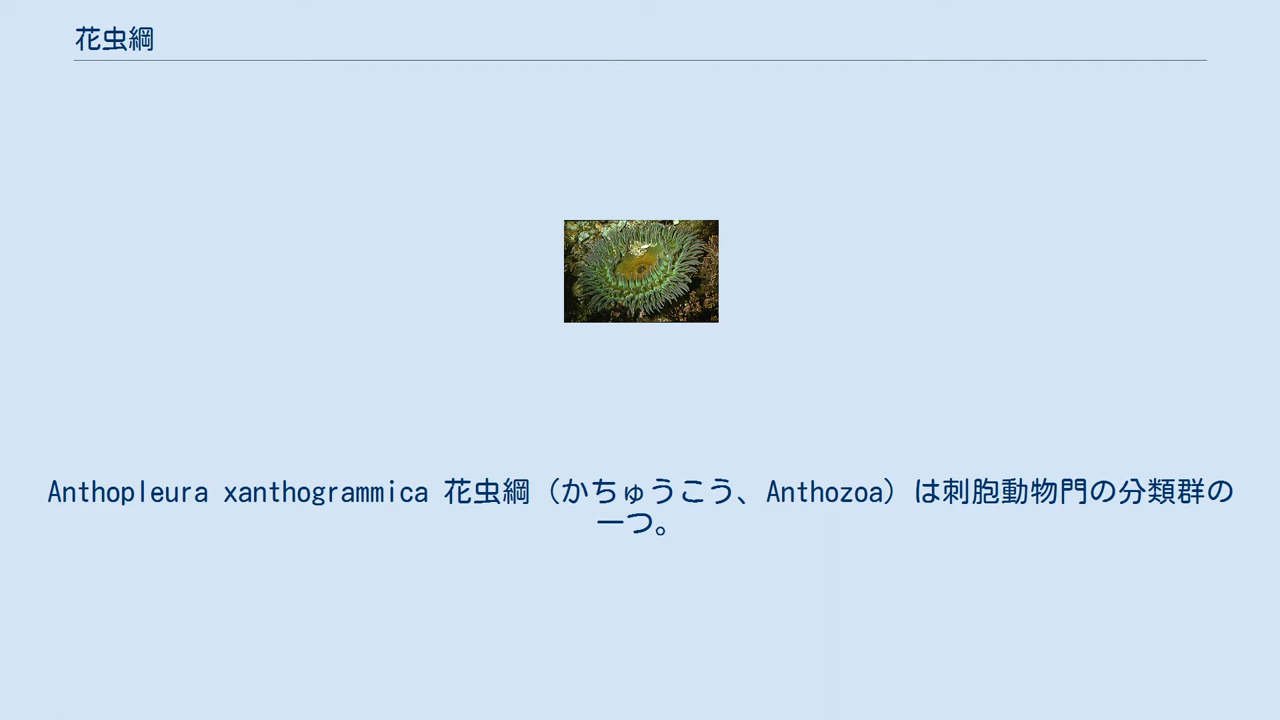 花虫綱
Anthopleura xanthogrammica 花虫綱（かちゅうこう、Anthozoa）は刺胞動物門の分類群の
一つ。